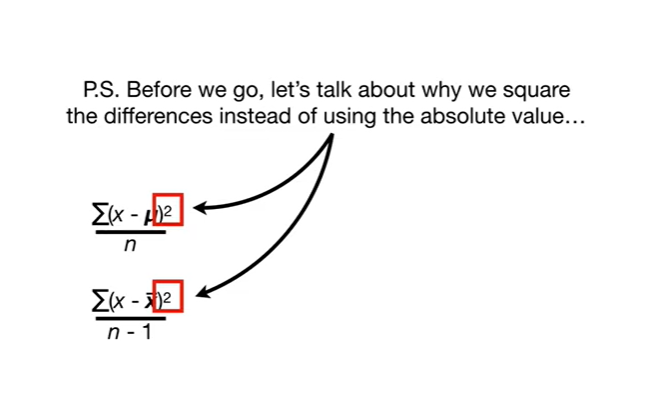 P.S. Before we go, let's talk about why we square
the differences instead of using the absolute value…
∑(x - μ)²
n
∑(x - x̄)²
n - 1